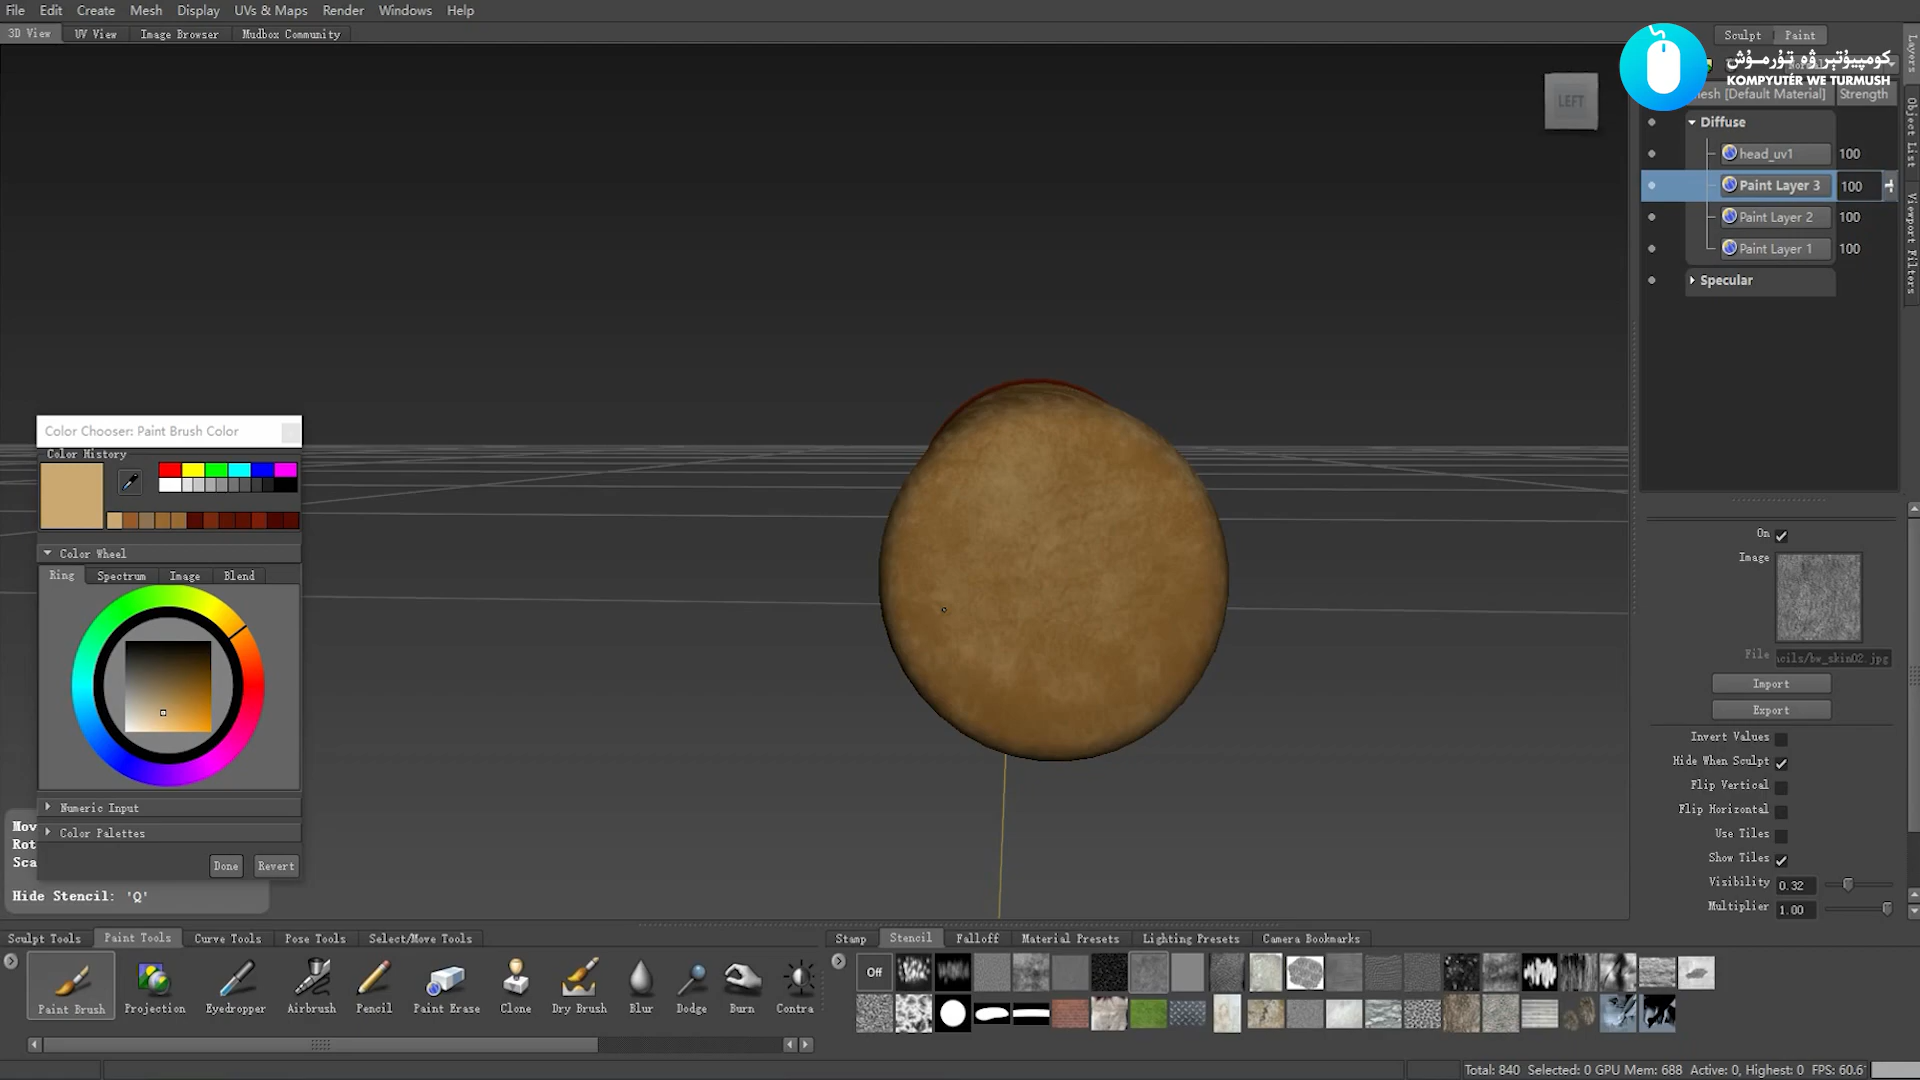 File Edit Create Mesh Display UVs & Maps Render Curves Windows Help
3D View UV View Image Browser Mudbox Community
Sculpt Paint
كومپيۇتېر ۋە تۇرمۇش
KOMPYUTÉR WE TURMUSH
[Default Material] Strength
LEFT
Diffuse
head_uv1 100
Paint Layer 3 100
Paint Layer 2 100
Paint Layer 1 100
Specular
Layers
Object List
Viewport Filters
Color Chooser: Paint Brush Color
Color History
Color Wheel
Ring Spectrum Image Blend
Numeric Input
Color Palettes
Done Revert
Mov
Rot
Sca
Hide Stencil: 'Q'
On
Image
File ncils/bw_skin02.jpg
Import
Export
Invert Values
Hide When Sculpt
Flip Vertical
Flip Horizontal
Use Tiles
Show Tiles
Visibility 0.32
Multiplier 1.00
Sculpt Tools Paint Tools Curve Tools Pose Tools Select/Move Tools
Paint Brush Projection Eyedropper Airbrush Pencil Paint Erase Clone Dry Brush Blur Dodge Burn Contra
Stamp Stencil Falloff Material Presets Lighting Presets Camera Bookmarks
Off
Total: 840 Selected: 0 GPU Mem: 688 Active: 0, Highest: 0 FPS: 60.6